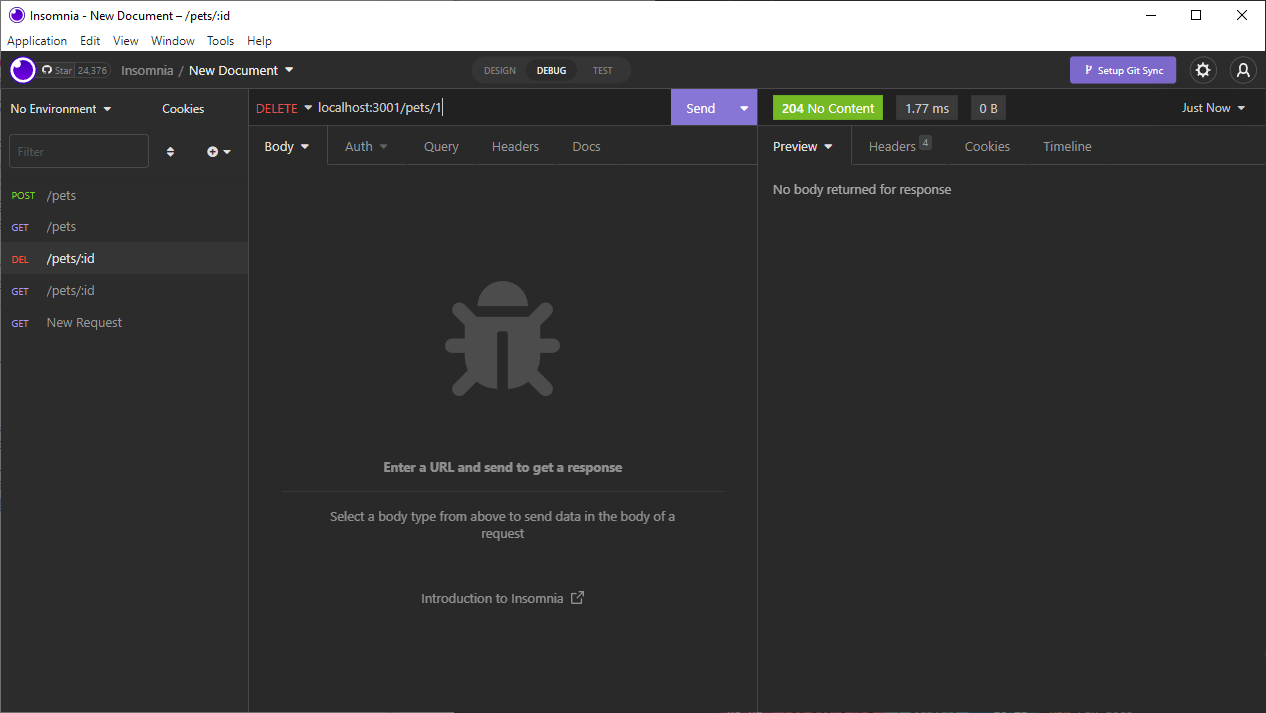 Insomnia - New Document – /pets/:id
Application Edit View Window Tools Help
Star 24,376 Insomnia / New Document DESIGN DEBUG TEST Setup Git Sync
No Environment Cookies DELETE localhost:3001/pets/1 Send 204 No Content 1.77 ms 0 B Just Now
Filter Body Auth Query Headers Docs Preview Headers 4 Cookies Timeline
POST /pets
No body returned for response
GET /pets
DEL /pets/:id
GET /pets/:id
GET New Request
Enter a URL and send to get a response
Select a body type from above to send data in the body of a
request
Introduction to Insomnia